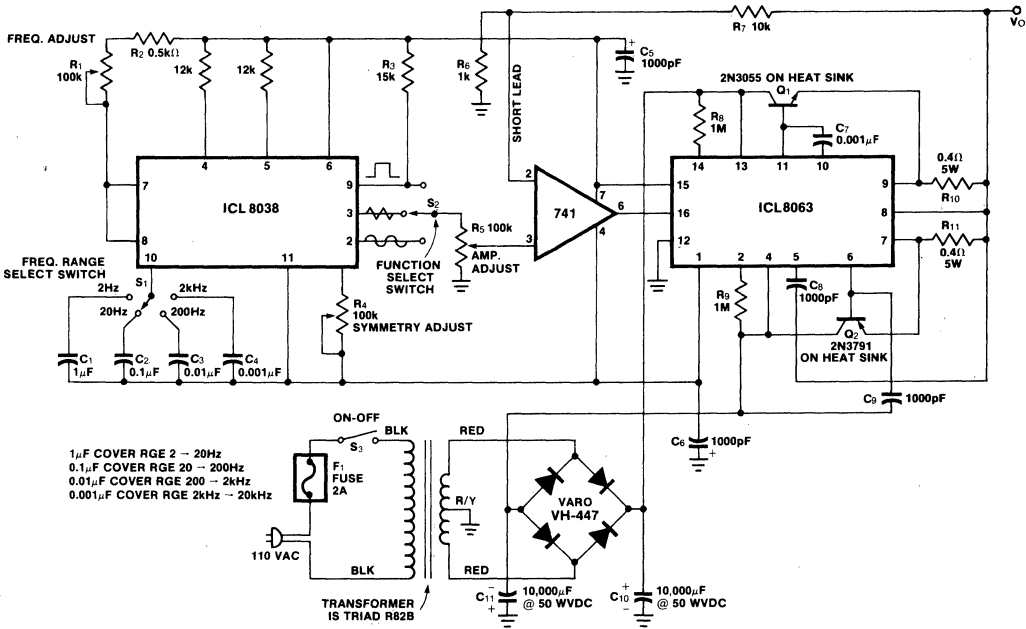 FREQ. ADJUST
R1
100k
R2 0.5kΩ
12k
12k
R3
15k
R6
1k
R7 10k
VO
+
C5
1000pF
SHORT LEAD
2N3055 ON HEAT SINK
Q1
R8
1M
C7
0.001μF
4
5
6
14
13
11
10
7
8
9
3
2
ICL8038
10
11
S2
FUNCTION
SELECT
SWITCH
R5 100k
AMP.
ADJUST
2
3
741
7
6
4
15
16
12
ICL8063
9
8
7
1
2
4
5
6
0.4Ω
5W
R10
R11
0.4Ω
5W
FREQ. RANGE
SELECT SWITCH
S1
2Hz
2kHz
20Hz
200Hz
R4
100k
SYMMETRY ADJUST
C8
1000pF
R9
1M
Q2
2N3791
ON HEAT SINK
C1
1μF
C2
0.1μF
C3
0.01μF
C4
0.001μF
C9
1000pF
C6
1000pF
+
1μF COVER RGE 2 → 20Hz
0.1μF COVER RGE 20 → 200Hz
0.01μF COVER RGE 200 → 2kHz
0.001μF COVER RGE 2kHz → 20kHz
ON-OFF
S3
BLK
RED
F1
FUSE
2A
R/Y
VARO
VH-447
110 VAC
BLK
RED
TRANSFORMER
IS TRIAD R82B
C11
−
+
10,000μF
@ 50 WVDC
C10
+
−
10,000μF
@ 50 WVDC